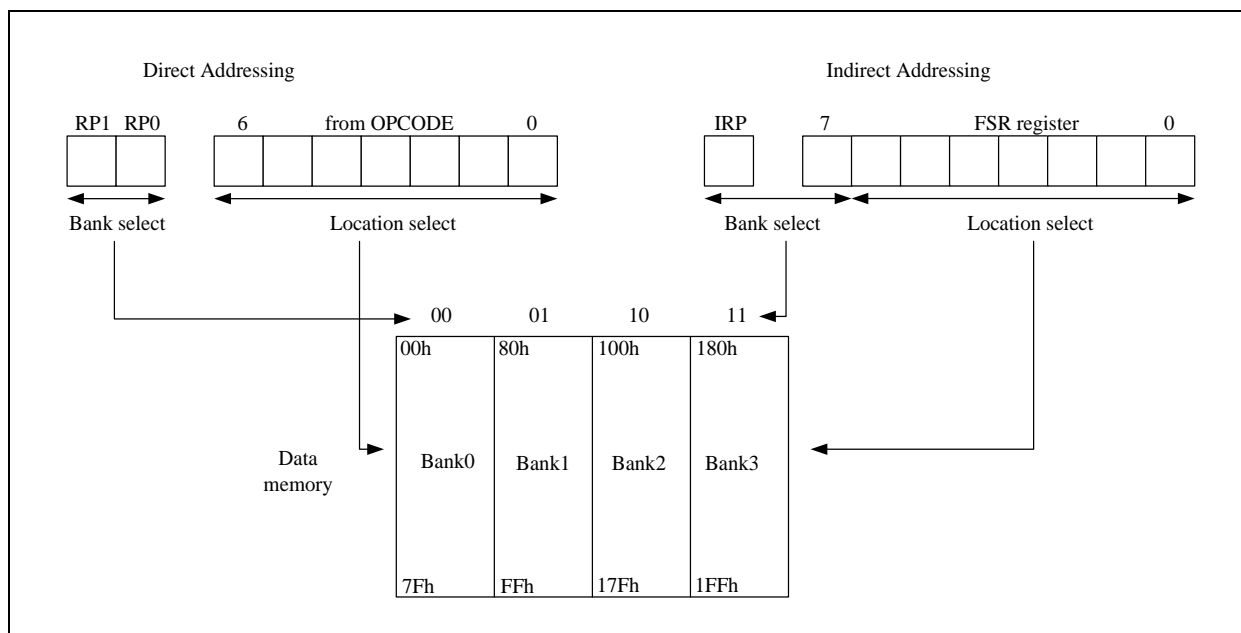 Direct Addressing Indirect Addressing
RP1 RP0 6 from OPCODE 0 IRP 7 FSR register 0
Bank select Location select Bank select Location select
00 01 10 11
00h 80h 100h 180h
Bank0 Bank1 Bank2 Bank3
Data
memory
7Fh FFh 17Fh 1FFh